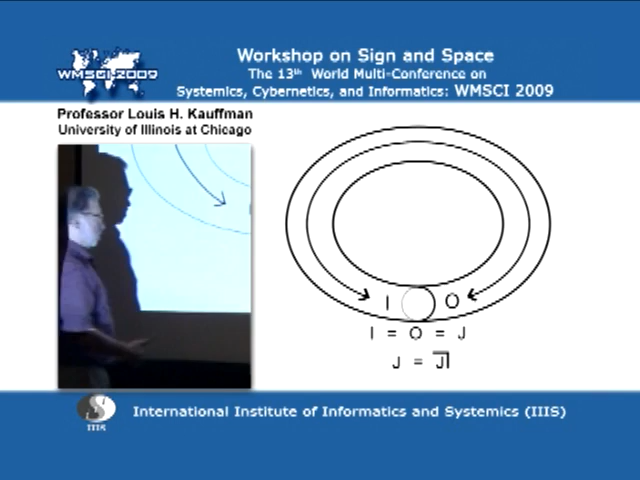 WMSCI 2009
Workshop on Sign and Space
The 13th World Multi-Conference on
Systemics, Cybernetics, and Informatics: WMSCI 2009
Professor Louis H. Kauffman
University of Illinois at Chicago
I O
I = O = J
J = J
IIIS
International Institute of Informatics and Systemics (IIIS)